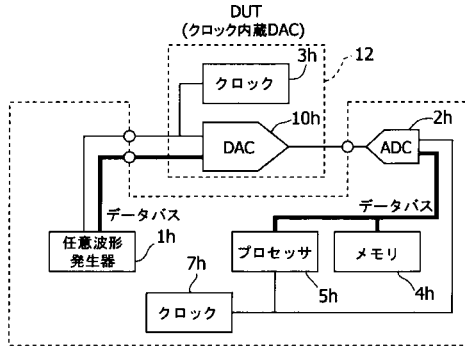 DUT
(クロック内蔵DAC)
3h
12
クロック
10h
2h
DAC
ADC
データバス
データバス
任意波形
発生器
1h
プロセッサ
メモリ
7h
5h
4h
クロック